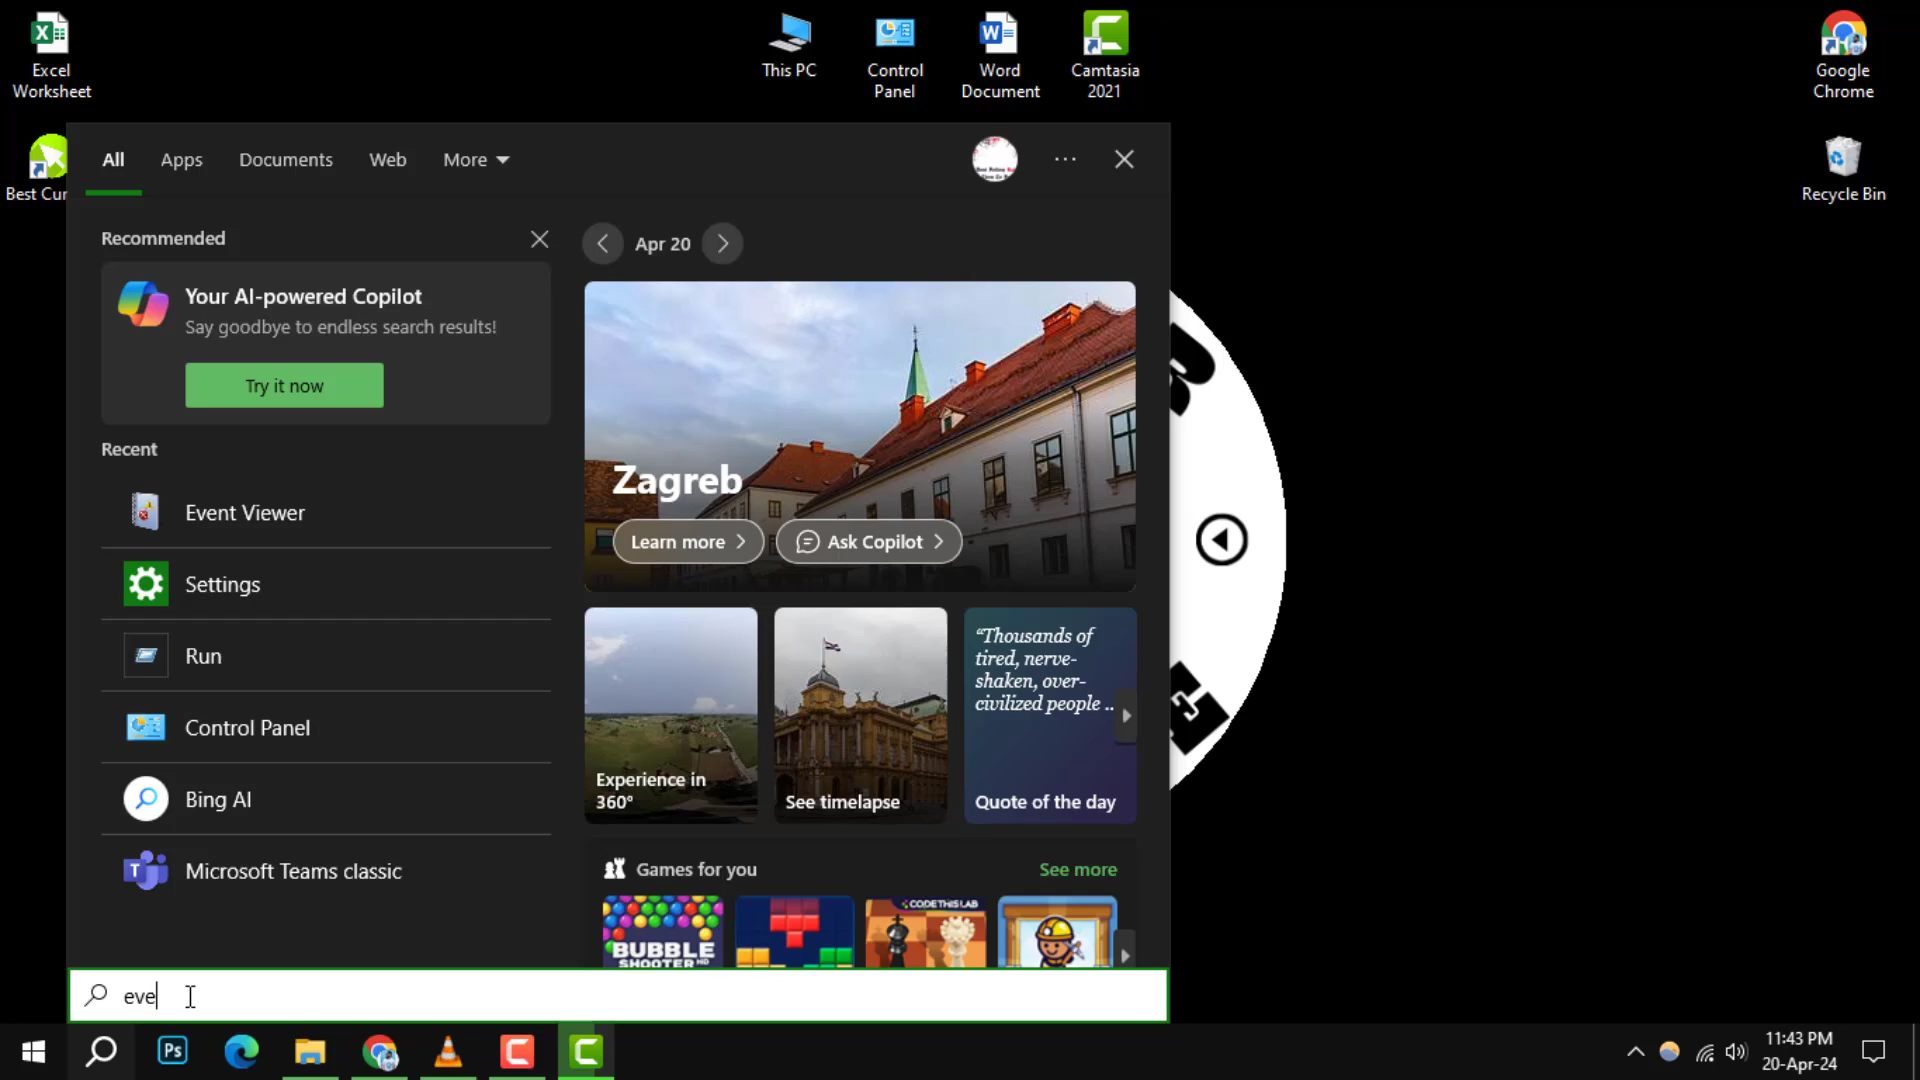 Excel
Worksheet
This PC
Control
Panel
Word
Document
Camtasia
2021
Google
Chrome
Recycle Bin
Best Cur
All
Apps
Documents
Web
More
Recommended
Your AI-powered Copilot
Say goodbye to endless search results!
Try it now
Recent
Event Viewer
Settings
Run
Control Panel
Bing AI
Microsoft Teams classic
Apr 20
Zagreb
Learn more
Ask Copilot
Experience in
360°
See timelapse
“Thousands of
tired, nerve-
shaken, over-
civilized people ..
Quote of the day
Games for you
See more
BUBBLE
SHOOTER HD
CODETHISLAB
eve
Ps
11:43 PM
20-Apr-24